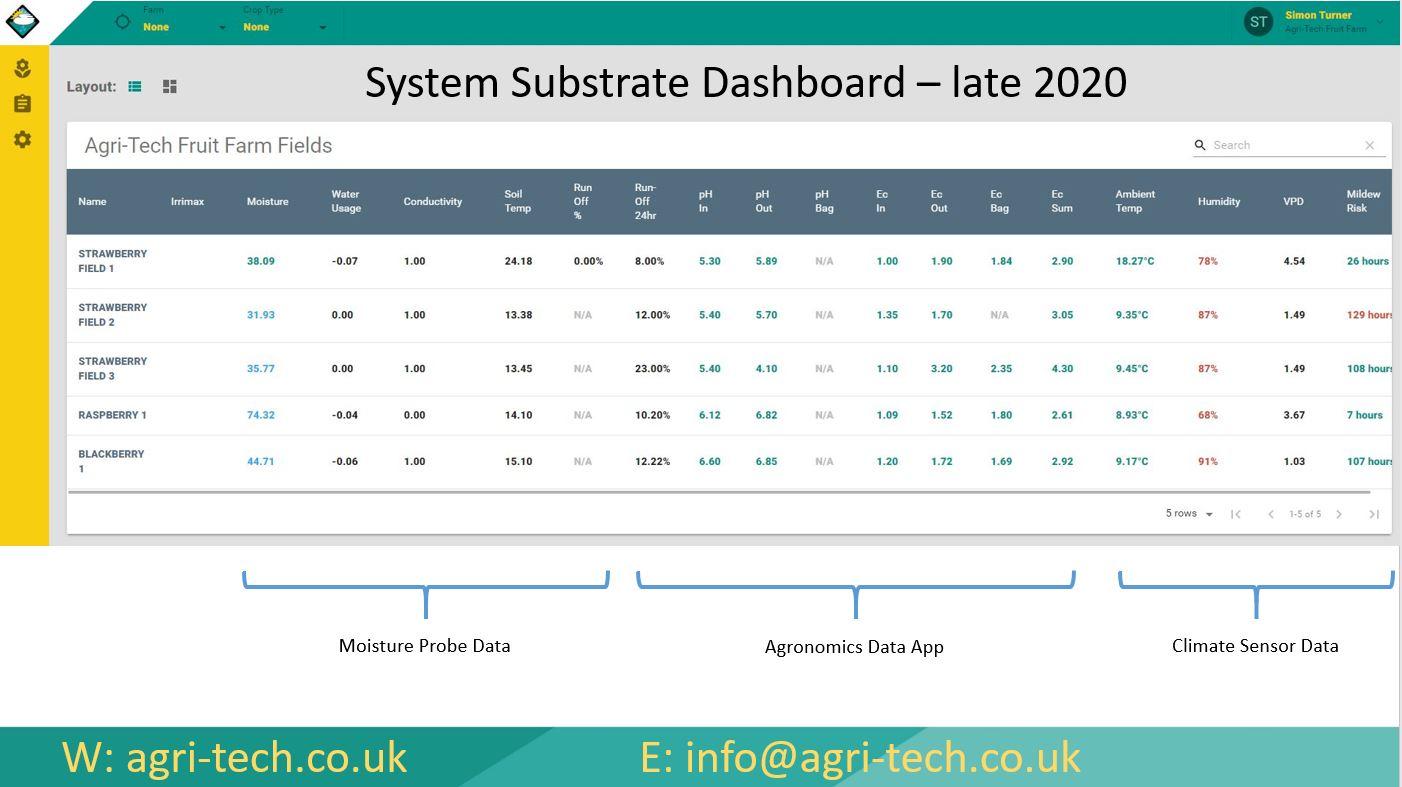 Farm
Crop Type
None
None
ST
Simon Turner
Agri-Tech Fruit Farm
Layout:
System Substrate Dashboard – late 2020
Agri-Tech Fruit Farm Fields
Search
Name Irrimax Moisture Water Usage Conductivity Soil Temp Run Off % Run-Off 24hr pH In pH Out pH Bag Ec In Ec Out Ec Bag Ec Sum Ambient Temp Humidity VPD Mildew Risk
STRAWBERRY FIELD 1 38.09 -0.07 1.00 24.18 0.00% 8.00% 5.30 5.89 N/A 1.00 1.90 1.84 2.90 18.27°C 78% 4.54 26 hours
STRAWBERRY FIELD 2 31.93 0.00 1.00 13.38 N/A 12.00% 5.40 5.70 N/A 1.35 1.70 N/A 3.05 9.35°C 87% 1.49 129 hours
STRAWBERRY FIELD 3 35.77 0.00 1.00 13.45 N/A 23.00% 5.40 4.10 N/A 1.10 3.20 2.35 4.30 9.45°C 87% 1.49 108 hours
RASPBERRY 1 74.32 -0.04 0.00 14.10 N/A 10.20% 6.12 6.82 N/A 1.09 1.52 1.80 2.61 8.93°C 68% 3.67 7 hours
BLACKBERRY 1 44.71 -0.06 1.00 15.10 N/A 12.22% 6.60 6.85 N/A 1.20 1.72 1.69 2.92 9.17°C 91% 1.03 107 hours
5 rows 1-5 of 5
Moisture Probe Data
Agronomics Data App
Climate Sensor Data
W: agri-tech.co.uk
E: info@agri-tech.co.uk